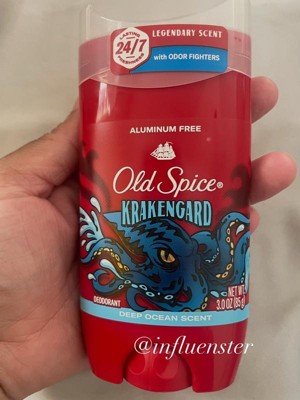 LASTING
24/7
FRESHNESS
LEGENDARY SCENT
with ODOR FIGHTERS
ALUMINUM FREE
Old Spice®
KRAKENGARD
DEODORANT
NET WT
3.0 OZ (85g)
DEEP OCEAN SCENT
@influenster